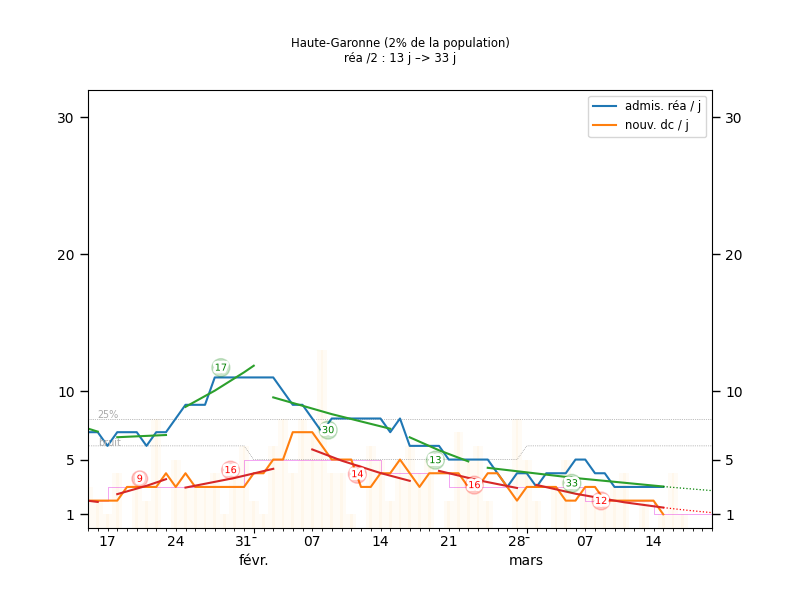 Haute-Garonne (2% de la population)
réa /2 : 13 j –> 33 j
admis. réa / j
nouv. dc / j
30 30
20 20
10 10
5 5
1 1
25%
bruit
17
30
13
33
9
16
14
16
12
17 24 31 07 14 21 28 07 14
févr. mars